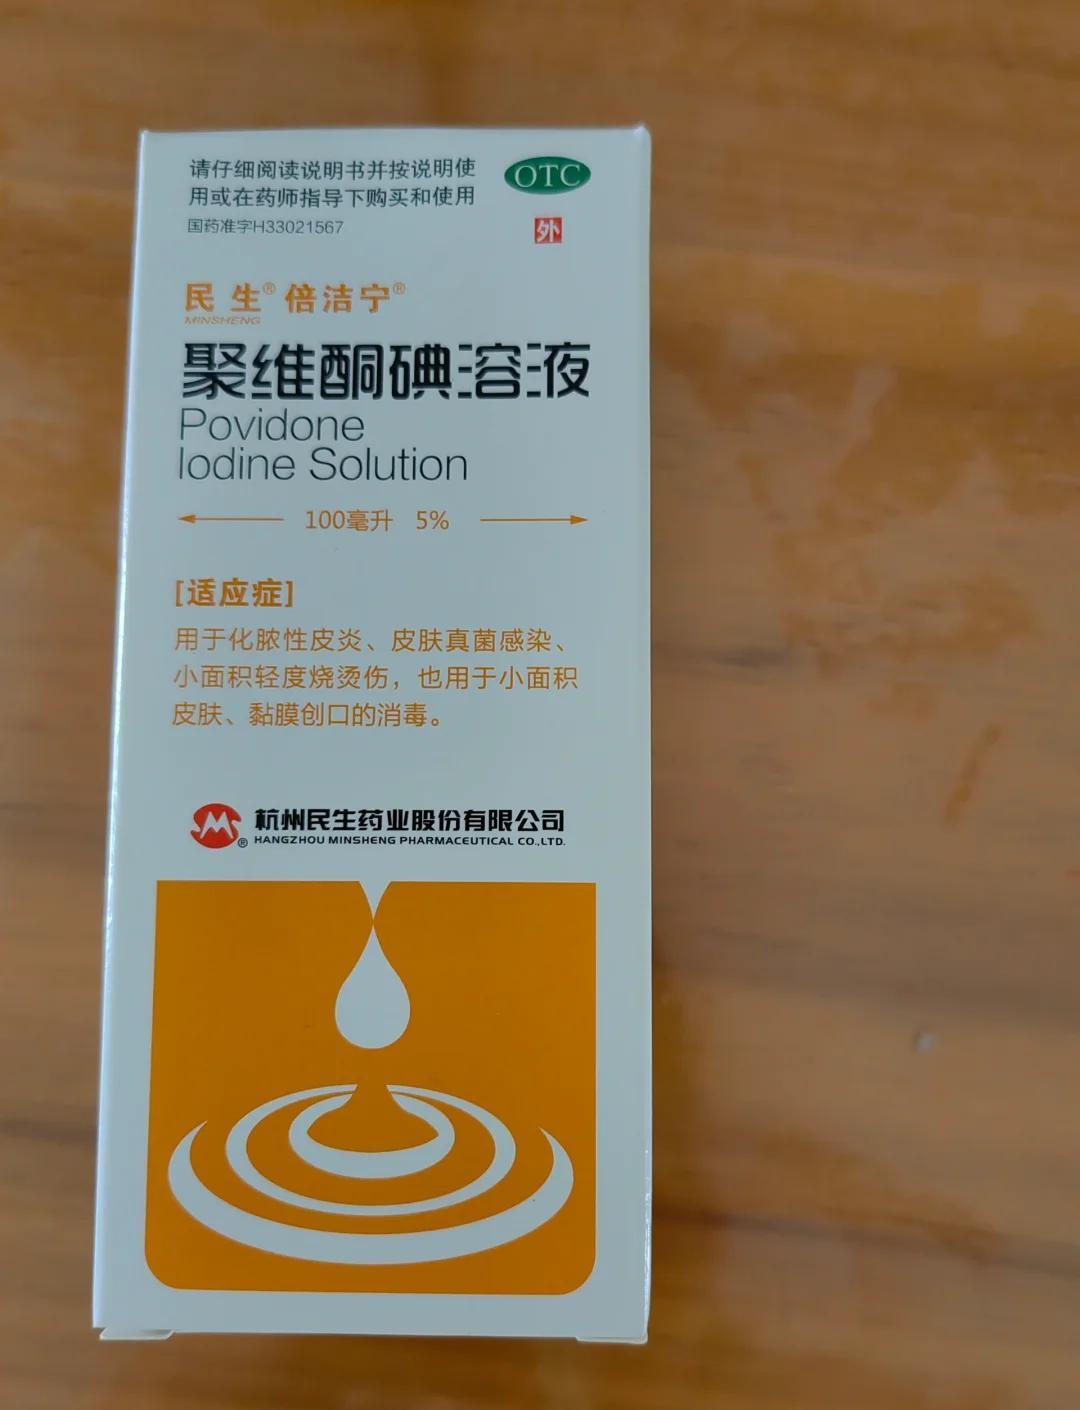 请仔细阅读说明书并按说明使
用或在药师指导下购买和使用
OTC
国药准字H33021567
外
民生® 倍洁宁®
MINSHENG
聚维酮碘溶液
Povidone
Iodine Solution
100毫升 5%
[适应症]
用于化脓性皮炎、皮肤真菌感染、
小面积轻度烧烫伤，也用于小面积
皮肤、黏膜创口的消毒。
杭州民生药业股份有限公司
® HANGZHOU MINSHENG PHARMACEUTICAL CO.,LTD.